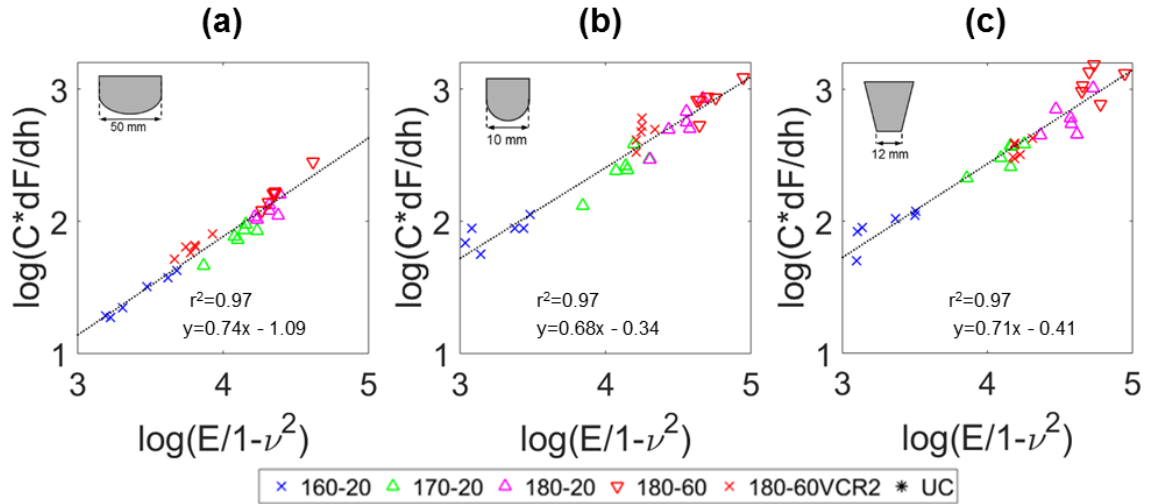 (a)
(b)
(c)
log(C*dF/dh)
3
2
1
50 mm
r²=0.97
y=0.74x - 1.09
3
4
5
log(E/1-ν²)
log(C*dF/dh)
3
2
1
10 mm
r²=0.97
y=0.68x - 0.34
3
4
5
log(E/1-ν²)
log(C*dF/dh)
3
2
1
12 mm
r²=0.97
y=0.71x - 0.41
3
4
5
log(E/1-ν²)
160-20 170-20 180-20 180-60 180-60VCR2 UC